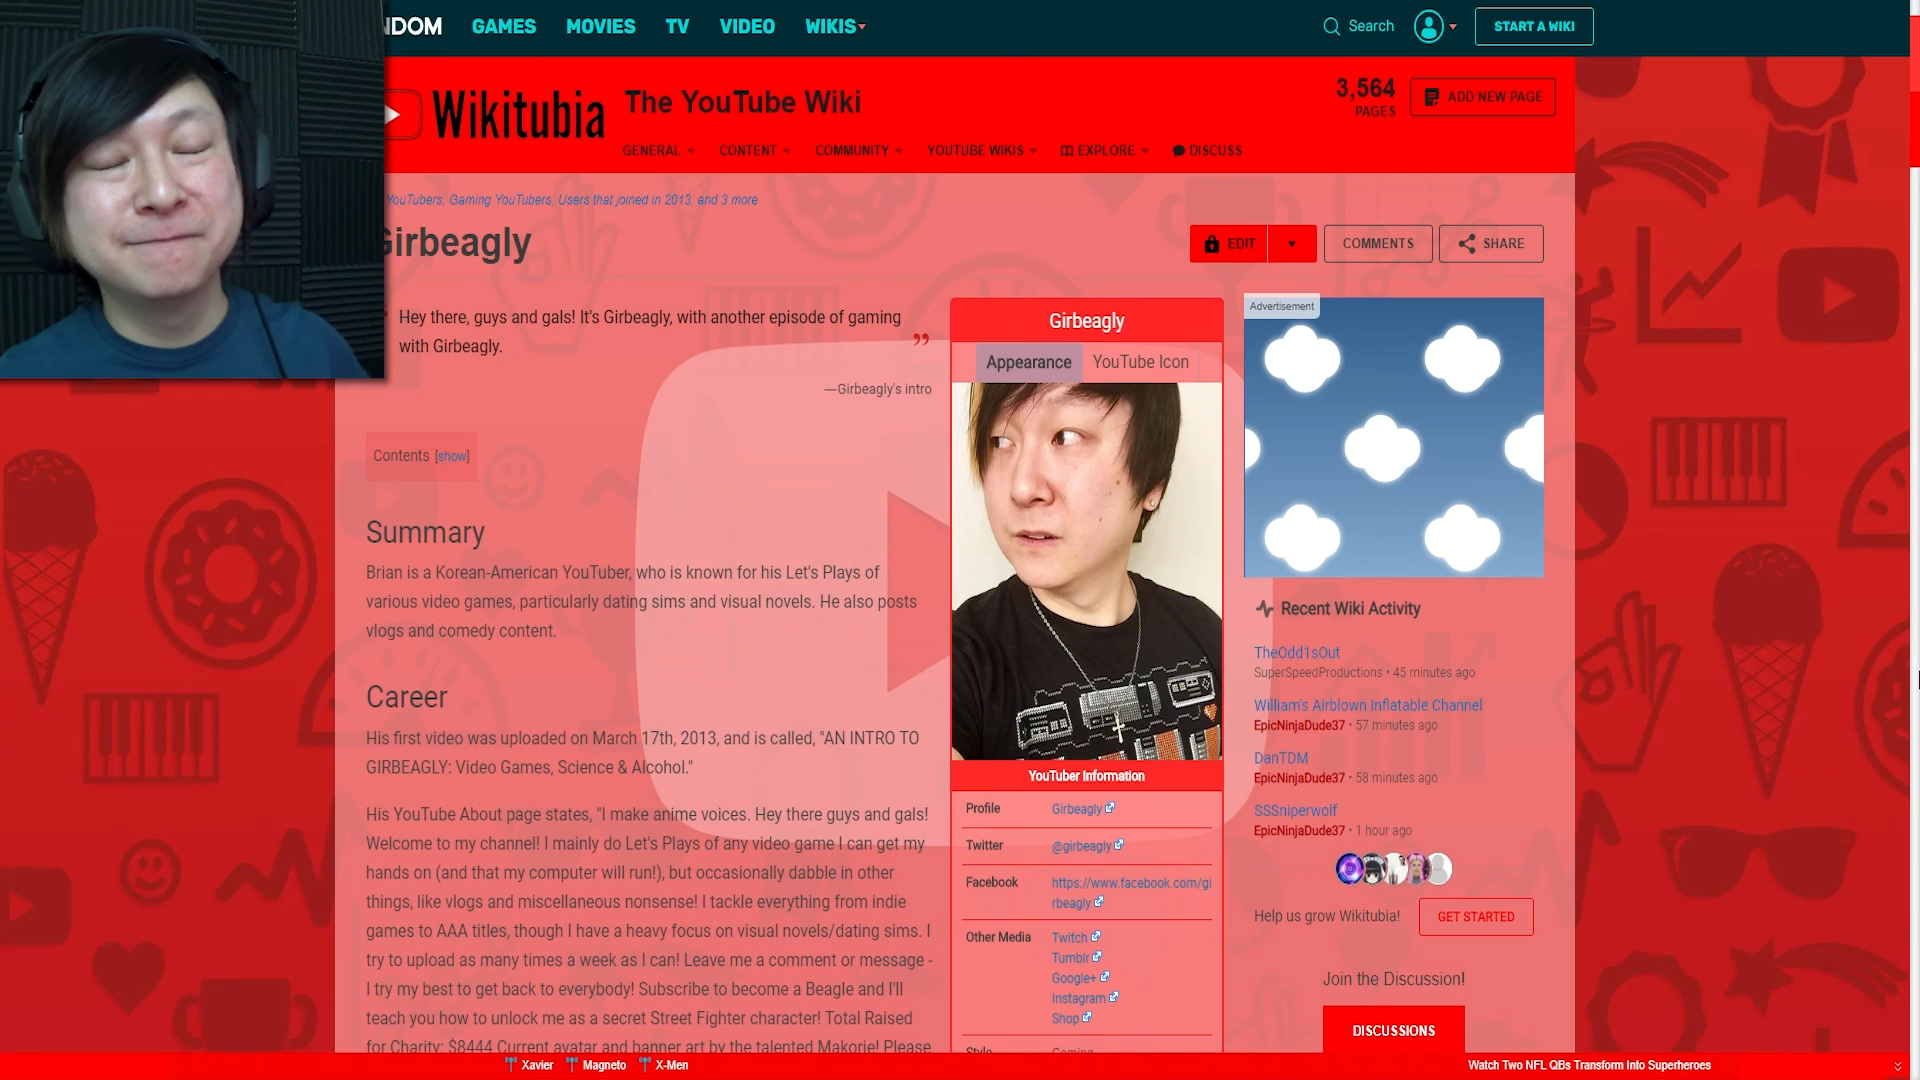 NDOM
GAMES
MOVIES
TV
VIDEO
WIKIS
Search
START A WIKI
Wikitubia
The YouTube Wiki
3,564
PAGES
ADD NEW PAGE
GENERAL
CONTENT
COMMUNITY
YOUTUBE WIKIS
EXPLORE
DISCUSS
YouTubers, Gaming YouTubers, Users that joined in 2013, and 3 more
Girbeagly
EDIT
COMMENTS
SHARE
Hey there, guys and gals! It's Girbeagly, with another episode of gaming
with Girbeagly.
”
—Girbeagly's intro
Contents [show]
Summary
Brian is a Korean-American YouTuber, who is known for his Let's Plays of
various video games, particularly dating sims and visual novels. He also posts
vlogs and comedy content.
Career
His first video was uploaded on March 17th, 2013, and is called, "AN INTRO TO
GIRBEAGLY: Video Games, Science & Alcohol."
His YouTube About page states, "I make anime voices. Hey there guys and gals!
Welcome to my channel! I mainly do Let's Plays of any video game I can get my
hands on (and that my computer will run!), but occasionally dabble in other
things, like vlogs and miscellaneous nonsense! I tackle everything from indie
games to AAA titles, though I have a heavy focus on visual novels/dating sims. I
try to upload as many times a week as I can! Leave me a comment or message -
I try my best to get back to everybody! Subscribe to become a Beagle and I'll
teach you how to unlock me as a secret Street Fighter character! Total Raised
for Charity: $8444 Current avatar and banner art by the talented Makorie! Please
Girbeagly
Appearance
YouTube Icon
YouTuber Information
Profile
Girbeagly
Twitter
@girbeagly
Facebook
https://www.facebook.com/gi
rbeagly
Other Media
Twitch
Tumblr
Google+
Instagram
Shop
Style
Gaming
Advertisement
Recent Wiki Activity
TheOdd1sOut
SuperSpeedProductions • 45 minutes ago
William's Airblown Inflatable Channel
EpicNinjaDude37 • 57 minutes ago
DanTDM
EpicNinjaDude37 • 58 minutes ago
SSSniperwolf
EpicNinjaDude37 • 1 hour ago
Help us grow Wikitubia!
GET STARTED
Join the Discussion!
DISCUSSIONS
Xavier
Magneto
X-Men
Watch Two NFL QBs Transform Into Superheroes